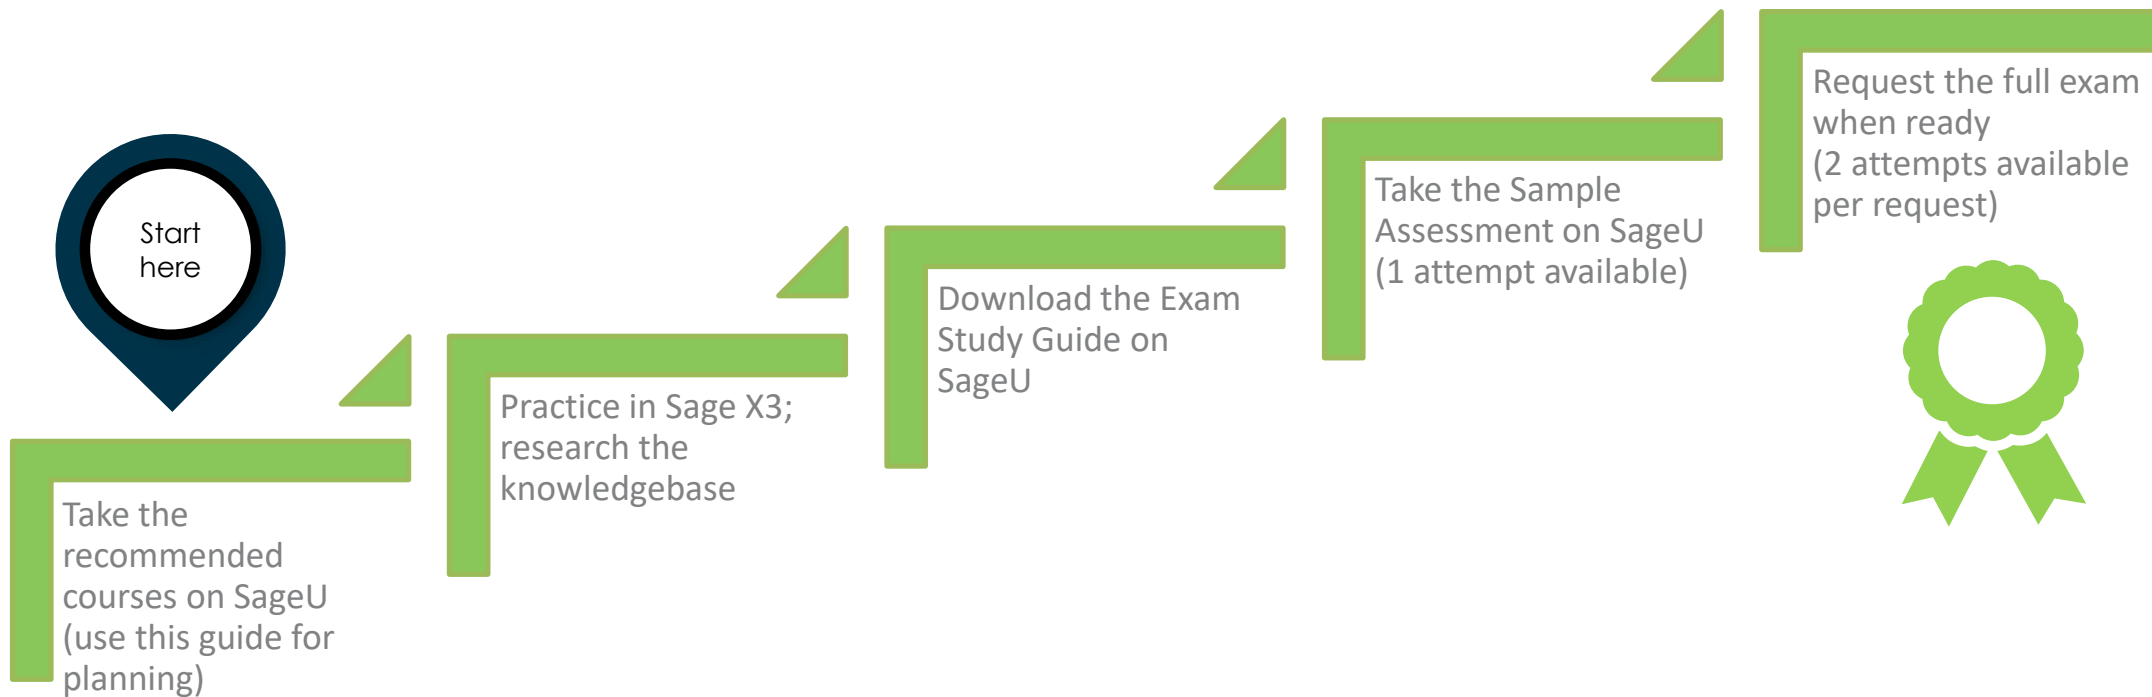 Start
here
Take the
recommended
courses on SageU
(use this guide for
planning)
Practice in Sage X3;
research the
knowledgebase
Download the Exam
Study Guide on
SageU
Take the Sample
Assessment on SageU
(1 attempt available)
Request the full exam
when ready
(2 attempts available
per request)